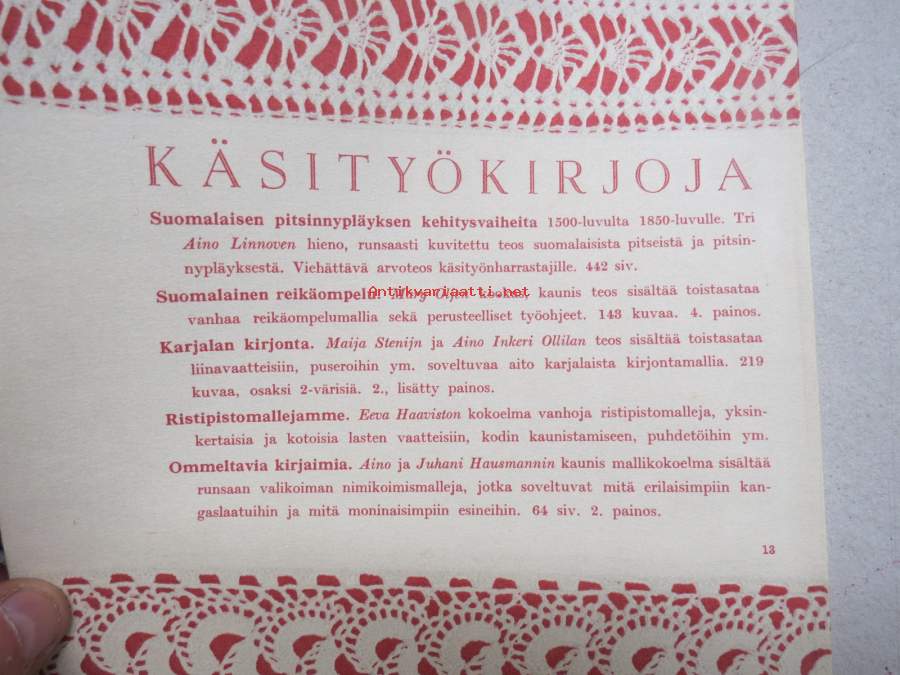 KÄSITYÖKIRJOJA
Suomalaisen pitsinnypläyksen kehitysvaiheita 1500-luvulta 1850-luvulle. Tri
Aino Linnoven hieno, runsaasti kuvitettu teos suomalaisista pitseistä ja pitsin-
nypläyksestä. Viehättävä arvoteos käsityönharrastajille. 442 siv.
Antikvariaatti.net
Suomalainen reikäompelu. Mary Oljen kookas, kaunis teos sisältää toistasataa
vanhaa reikäompelumallia sekä perusteelliset työohjeet. 143 kuvaa. 4. painos.
Karjalan kirjonta. Maija Stenijn ja Aino Inkeri Ollilan teos sisältää toistasataa
liinavaatteisiin, puseroihin ym. soveltuvaa aito karjalaista kirjontamallia. 219
kuvaa, osaksi 2-värisiä. 2., lisätty painos.
Ristipistomallejamme. Eeva Haaviston kokoelma vanhoja ristipistomalleja, yksin-
kertaisia ja kotoisia lasten vaatteisiin, kodin kaunistamiseen, puhdetöihin ym.
Ommeltavia kirjaimia. Aino ja Juhani Hausmannin kaunis mallikokoelma sisältää
runsaan valikoiman nimikoimismalleja, jotka soveltuvat mitä erilaisimpiin kan-
gaslaatuihin ja mitä moninaisimpiin esineihin. 64 siv. 2. painos.
13